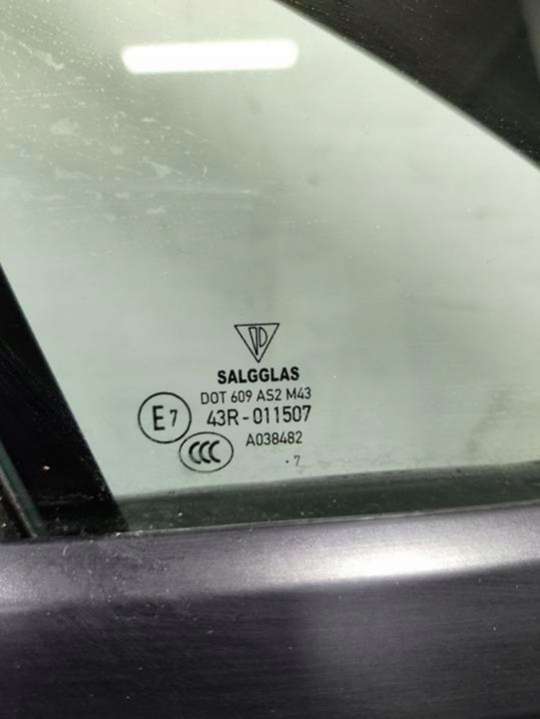 SALGGLAS
DOT 609 AS2 M43
E7 43R-011507
CCC A038482
.7